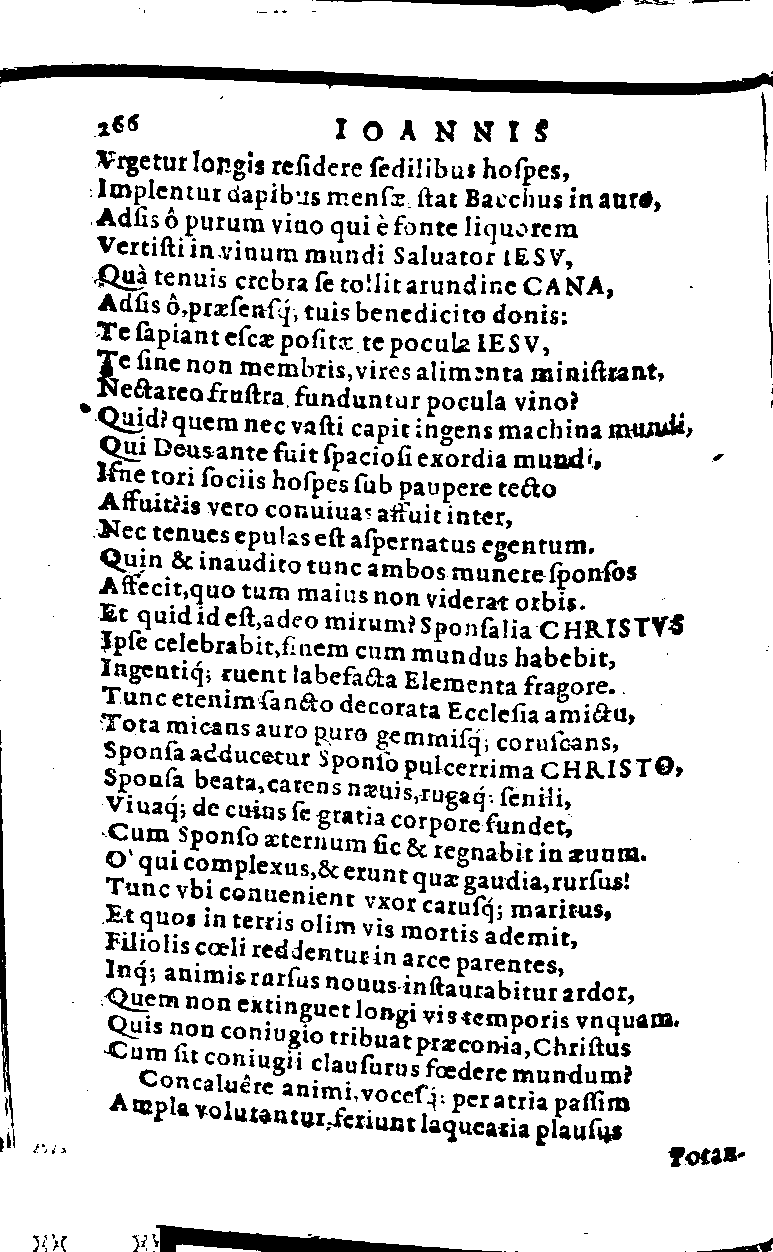 266 IOANNIS
Vrgetur longis reſidere ſedilibus hoſpes,
Implentur dapibus menſæ, ſtat Bacchus in auro,
Adſis ô purum viuo qui è fonte liquorem
Vertiſti in vinum mundi Saluator IESV,
Quà tenuis crebra ſe tollit arundine CANA,
Adſis ô, præſenſq́; tuis benedicito donis:
Te ſapiant eſcæ poſitæ te pocula IESV,
Te ſine non membris, vires alimenta miniſtrant,
Nectareo fruſtra funduntur pocula vino?
Quid? quem nec vaſti capit ingens machina mundi,
Qui Deus ante fuit ſpacioſi exordia mundi,
Iſne tori ſociis hoſpes ſub paupere tecto
Affuit? is vero conuiuas affuit inter,
Nec tenues epulas eſt aſpernatus egentum.
Quin & inaudito tunc ambos munere ſponſos
Affecit, quo tum maius non viderat orbis.
Et quid id eſt, adeo mirum? Sponſalia CHRISTVS
Ipſe celebrabit, finem cum mundus habebit,
Ingentiq́; ruent labefacta Elementa fragore.
Tunc etenim ſancto decorata Eccleſia amictu,
Tota micans auro puro gemmiſq́; coruſcans,
Sponſa adducetur Sponſo pulcerrima CHRISTO,
Sponſa beata, carens næuis, rugaq́; ſenili,
Viuaq́; de cuius ſe gratia corpore fundet,
Cum Sponſo æternum ſic & regnabit in æuum.
O' qui complexus, & erunt quæ gaudia, rurſus!
Tunc vbi conuenient vxor caruſq́; maritus,
Et quos in terris olim vis mortis ademit,
Filiolis cœli reddentur in arce parentes,
Inq́; animis rurſus nouus inſtaurabitur ardor,
Quem non extinguet longi vis temporis vnquam.
Quis non coniugio tribuat præconia, Chriſtus
Cum ſit coniugii clauſurus fœdere mundum?
Concaluêre animi, voceſq́; per atria paſſim
Ampla volutantur, feriunt laquearia plauſus
Totan-